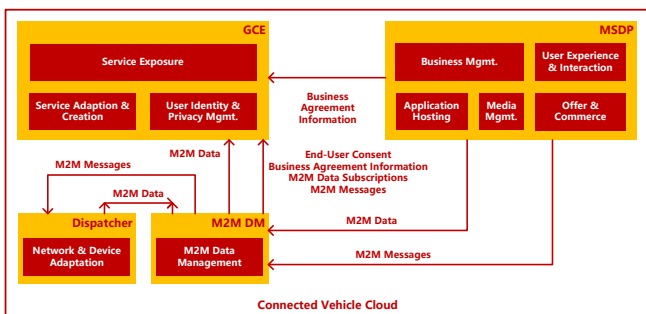 GCE
Service Exposure
Service Adaption &
Creation
User Identity &
Privacy Mgmt.
MSDP
Business Mgmt.
User Experience
& Interaction
Application
Hosting
Media
Mgmt.
Offer &
Commerce
Business
Agreement
Information
M2M Data
End-User Consent
Business Agreement Information
M2M Data Subscriptions
M2M Messages
M2M Messages
M2M Data
Dispatcher
Network & Device
Adaptation
M2M DM
M2M Data
Management
M2M Data
M2M Messages
Connected Vehicle Cloud